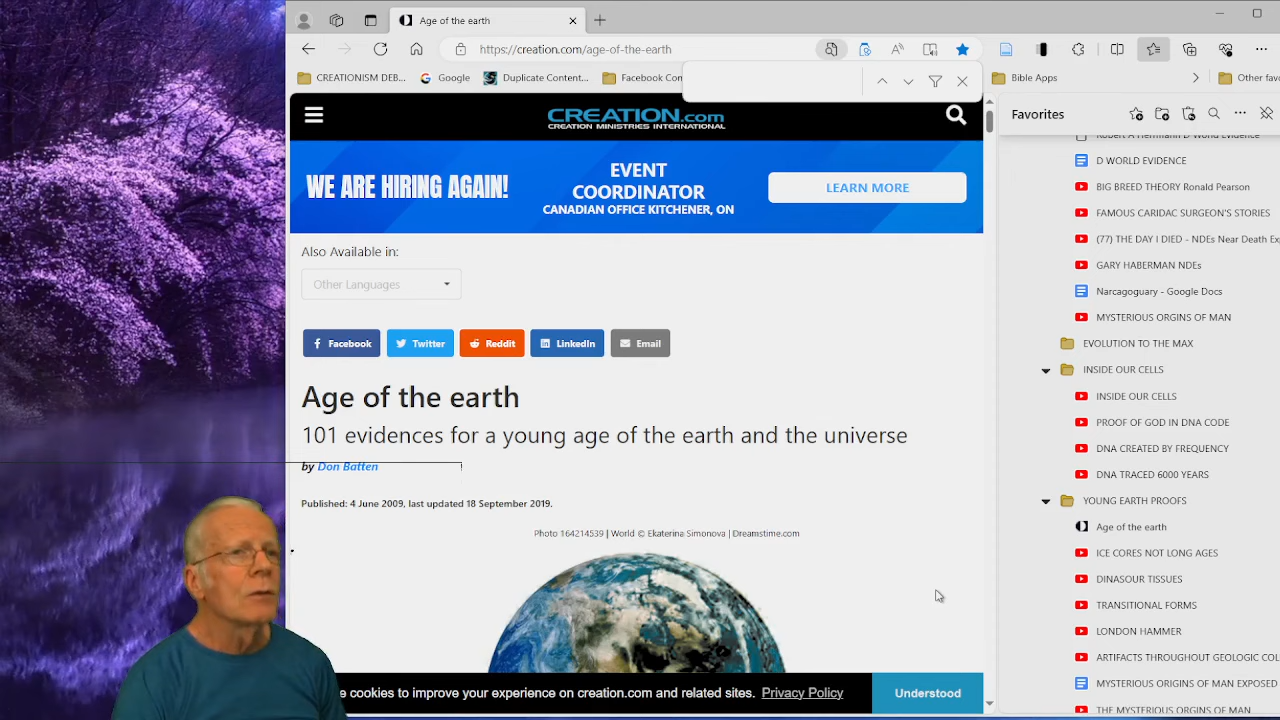 Age of the earth
https://creation.com/age-of-the-earth
CREATIONISM DEB...
Google
Duplicate Content...
Facebook Con
Bible Apps
Other favo
CREATION.com
CREATION MINISTRIES INTERNATIONAL
WE ARE HIRING AGAIN!
EVENT
COORDINATOR
CANADIAN OFFICE KITCHENER, ON
LEARN MORE
Also Available in:
Other Languages
Facebook
Twitter
Reddit
LinkedIn
Email
Age of the earth
101 evidences for a young age of the earth and the universe
by Don Batten
Published: 4 June 2009, last updated 18 September 2019.
Photo 164214539 | World © Ekaterina Simonova | Dreamstime.com
e cookies to improve your experience on creation.com and related sites. Privacy Policy
Understood
Favorites
D WORLD EVIDENCE
BIG BREED THEORY Ronald Pearson
FAMOUS CARIDAC SURGEON'S STORIES
(77) THE DAY I DIED - NDEs Near Death Ex
GARY HABERMAN NDEs
Narcagoguary - Google Docs
MYSTERIOUS ORGINS OF MAN
EVOLUTION TO THE MAX
INSIDE OUR CELLS
INSIDE OUR CELLS
PROOF OF GOD IN DNA CODE
DNA CREATED BY FREQUENCY
DNA TRACED 6000 YEARS
YOUNG EARTH PROOFS
Age of the earth
ICE CORES NOT LONG AGES
DINASOUR TISSUES
TRANSITIONAL FORMS
LONDON HAMMER
ARTIFACTS THROUGHOUT GEOLOGIC COL
MYSTERIOUS ORIGINS OF MAN EXPOSED
THE MYSTERIOUS ORGINS OF MAN